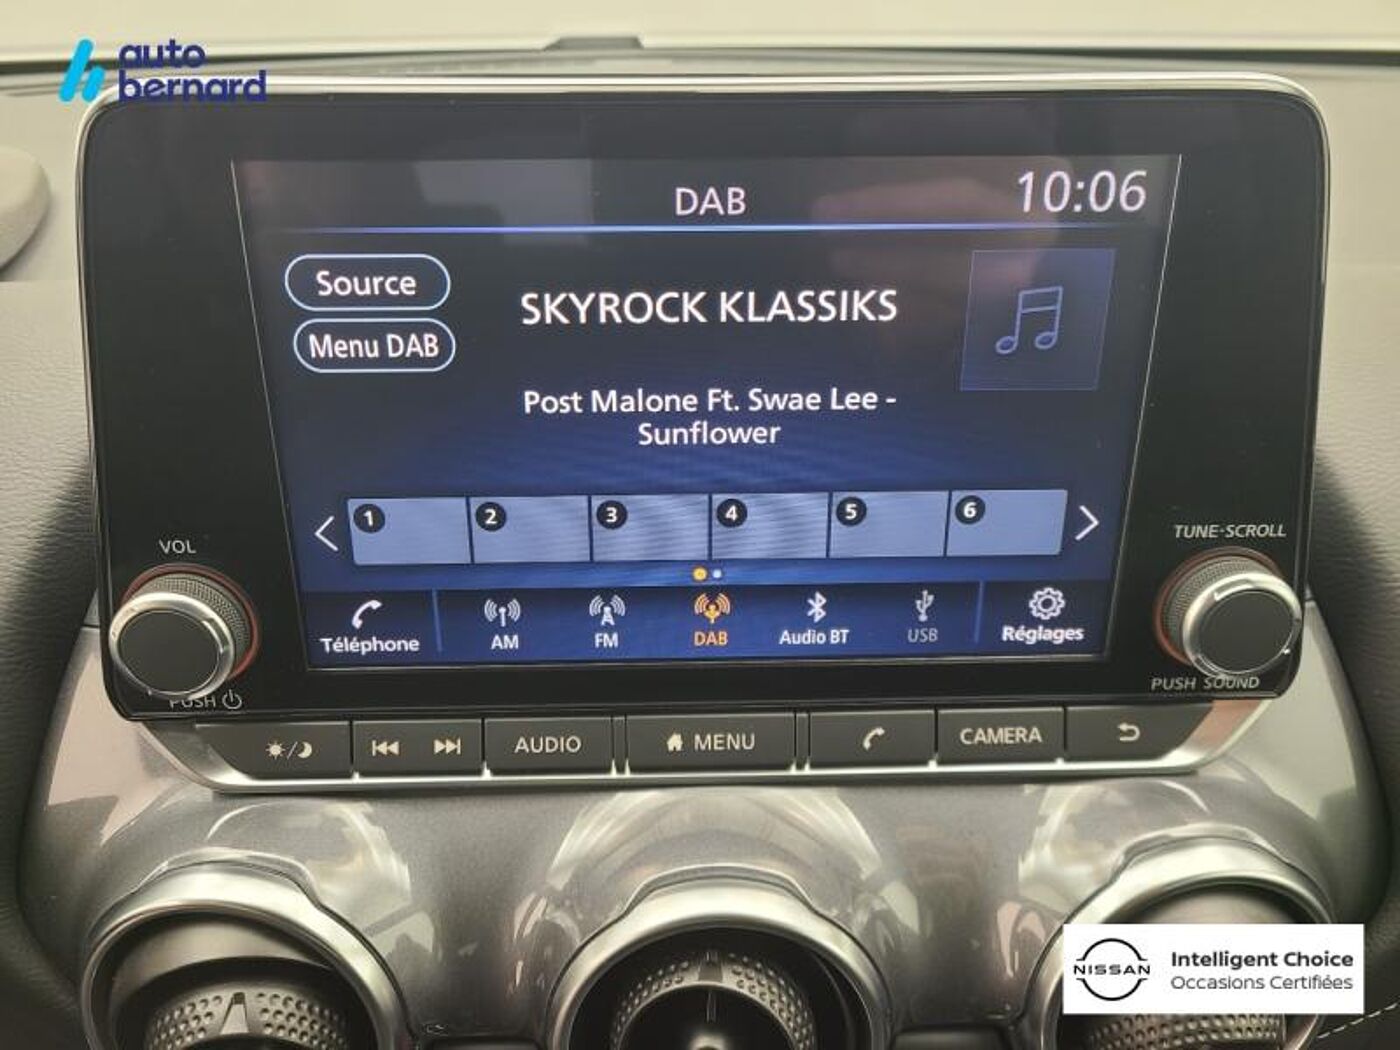 auto
bernard
DAB
10:06
Source
SKYROCK KLASSIKS
Menu DAB
Post Malone Ft. Swae Lee -
Sunflower
1 2 3 4 5 6
VOL
TUNE·SCROLL
Téléphone AM FM DAB Audio BT USB Réglages
PUSH
PUSH SOUND
AUDIO MENU CAMERA
NISSAN
Intelligent Choice
Occasions Certifiées